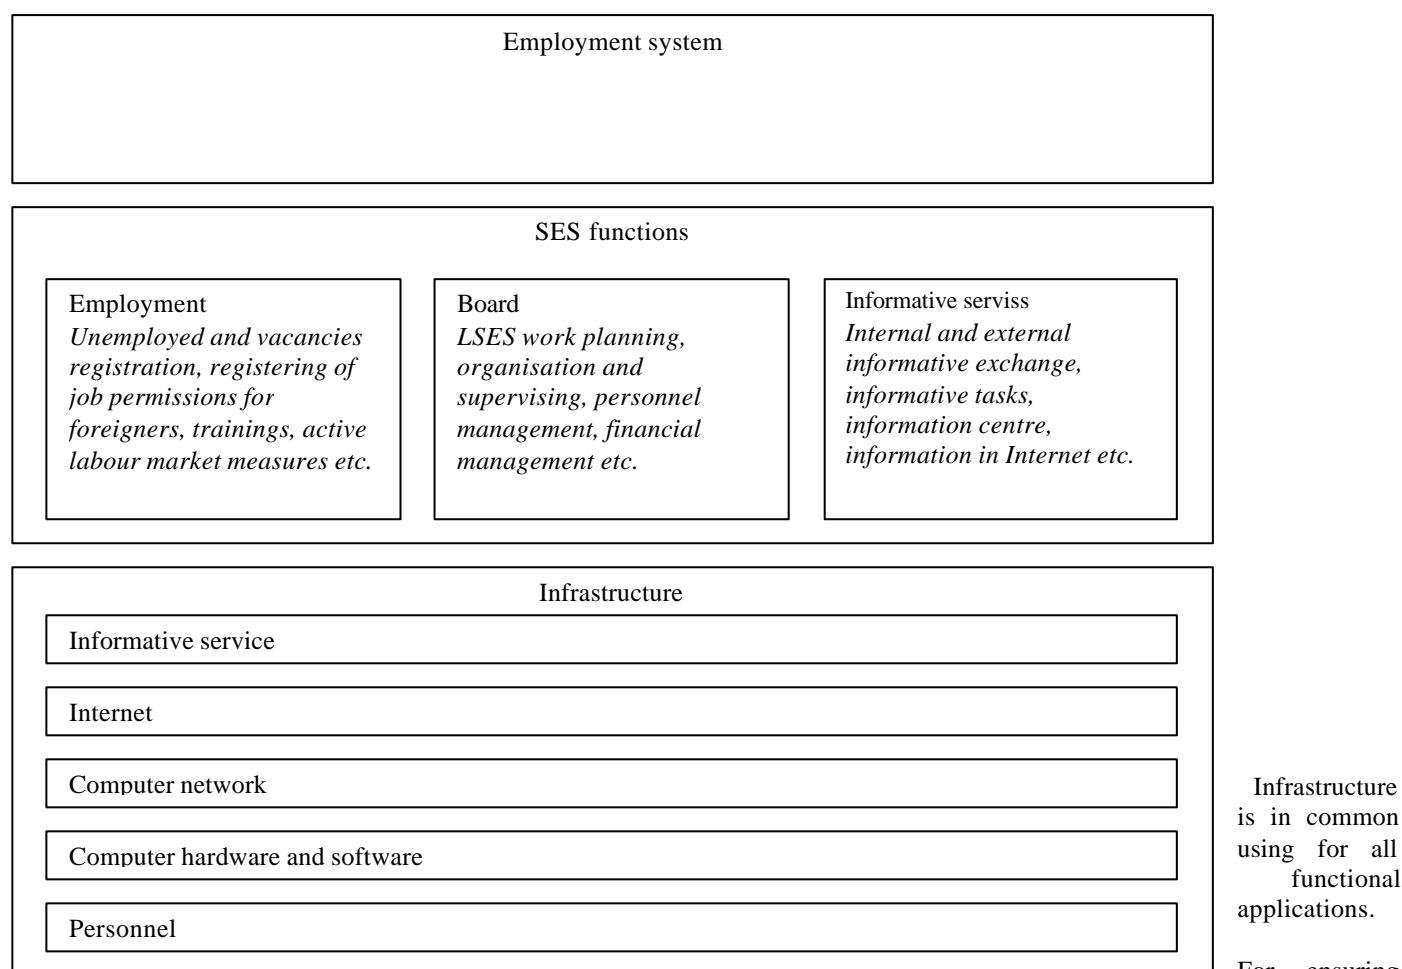 Employment system
SES functions
Employment
Unemployed and vacancies
registration, registering of
job permissions for
foreigners, trainings, active
labour market measures etc.
Board
LSES work planning,
organisation and
supervising, personnel
management, financial
management etc.
Informative serviss
Internal and external
informative exchange,
informative tasks,
information centre,
information in Internet etc.
Infrastructure
Informative service
Internet
Computer network
Computer hardware and software
Personnel
Infrastructure
is in common
using for all
functional
applications.
For ensuring